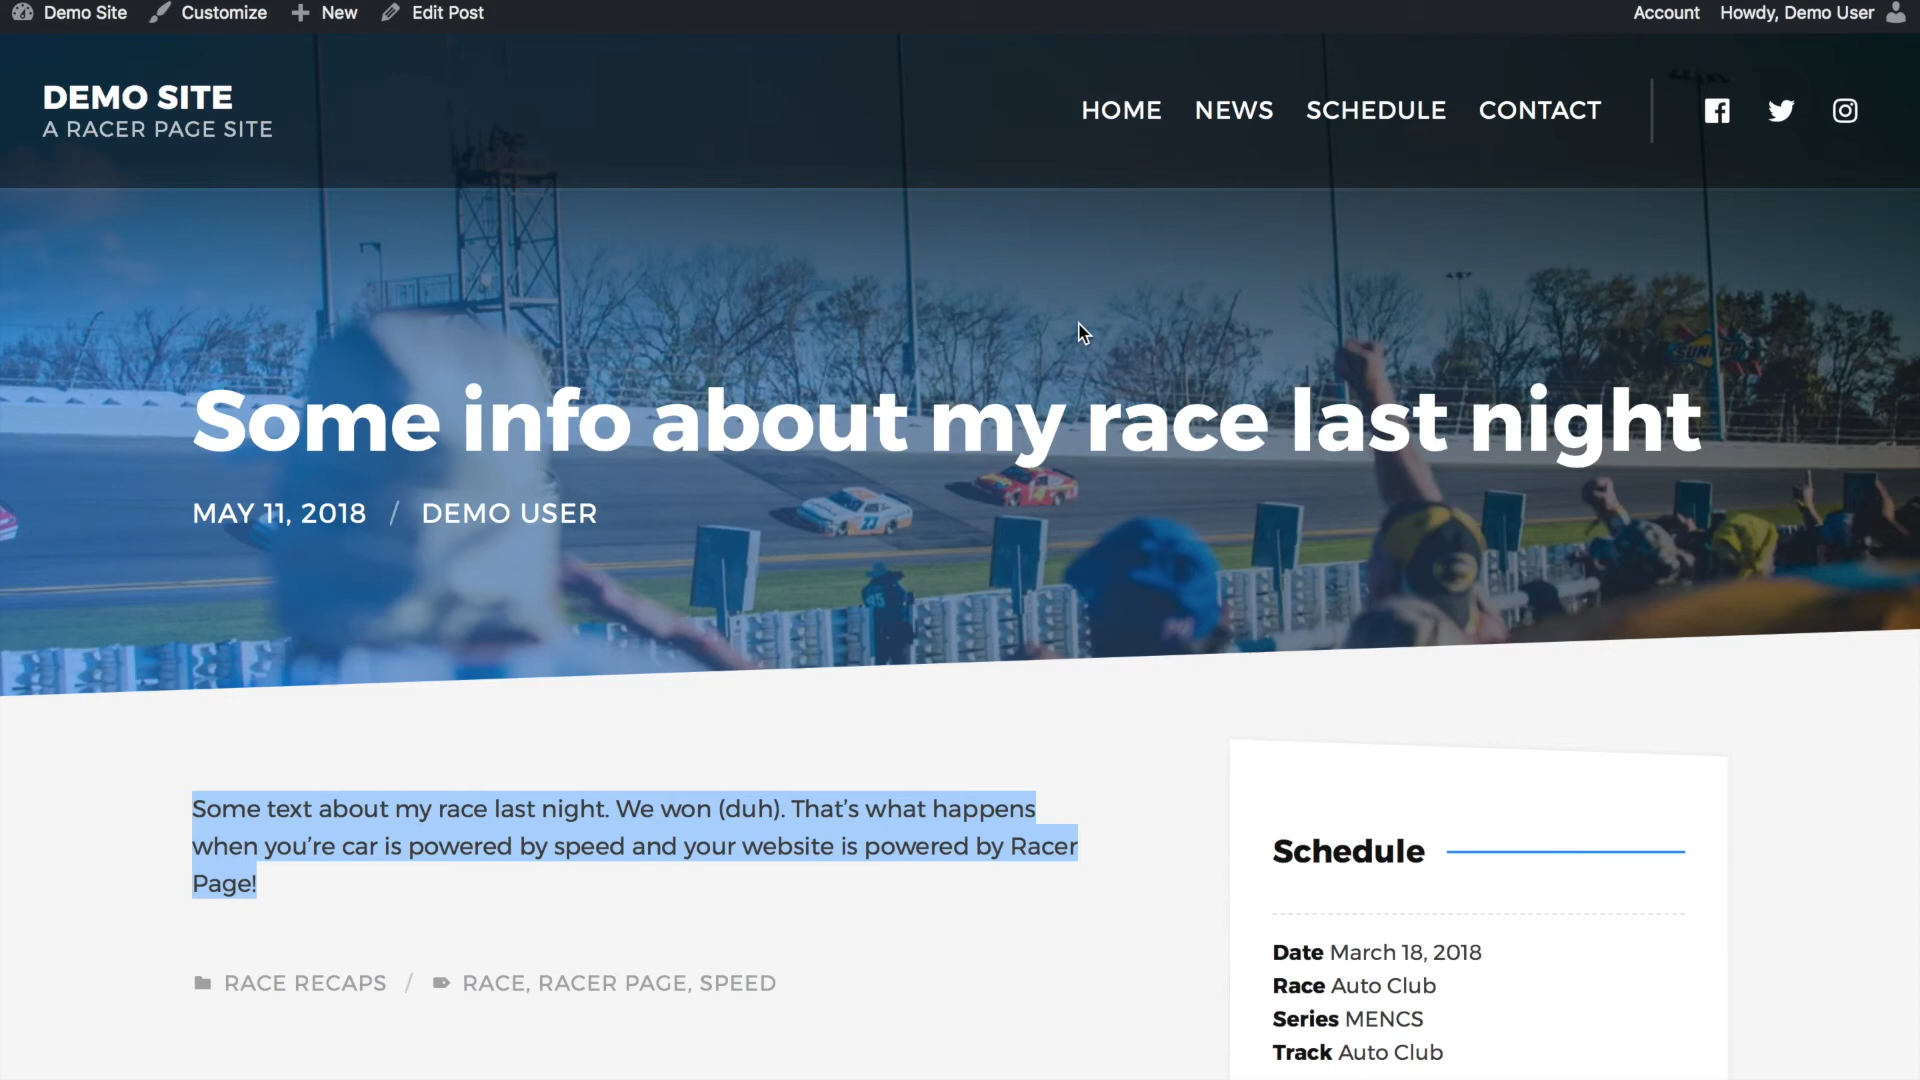 Demo Site Customize New Edit Post Account Howdy, Demo User
DEMO SITE
A RACER PAGE SITE
HOME NEWS SCHEDULE CONTACT
SUNOCO
Some info about my race last night
MAY 11, 2018 / DEMO USER
23
Some text about my race last night. We won (duh). That’s what happens
when you’re car is powered by speed and your website is powered by Racer
Page!
RACE RECAPS / RACE, RACER PAGE, SPEED
Schedule
Date March 18, 2018
Race Auto Club
Series MENCS
Track Auto Club